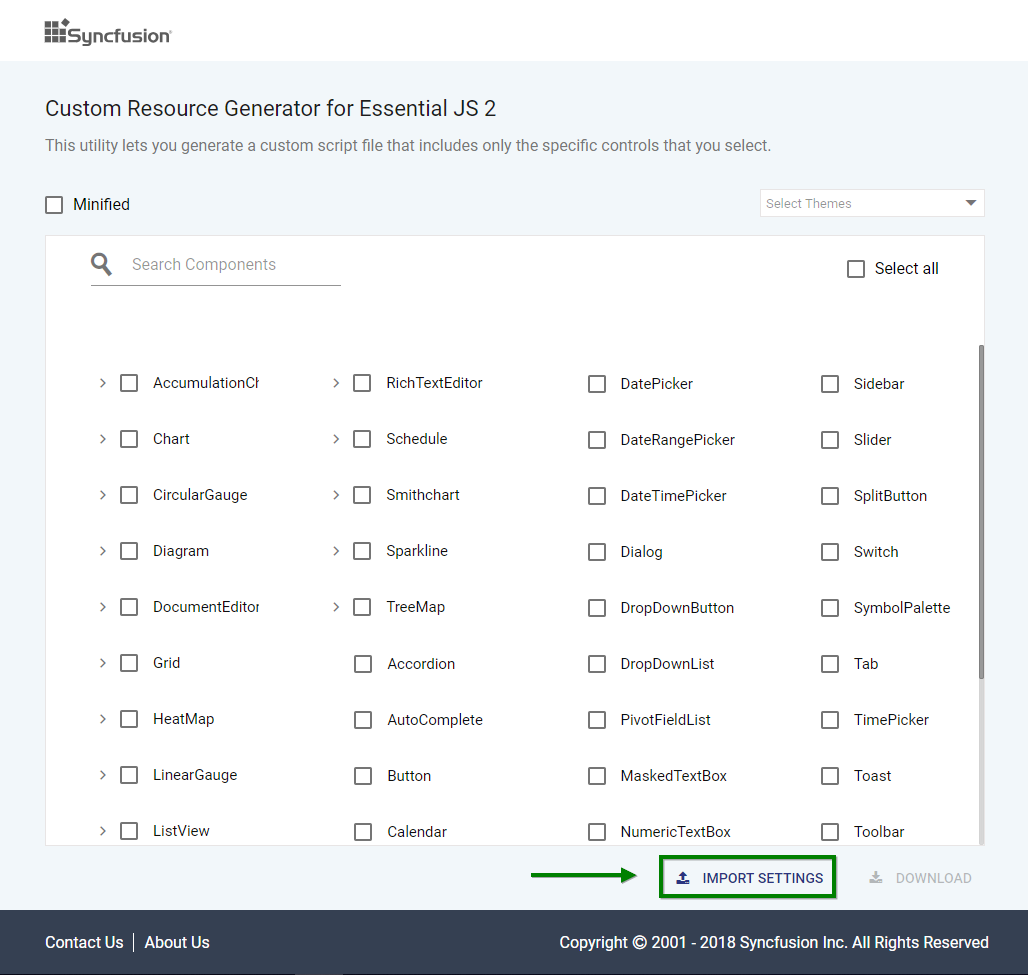 Syncfusion
Custom Resource Generator for Essential JS 2
This utility lets you generate a custom script file that includes only the specific controls that you select.
Minified
Select Themes
Search Components
Select all
AccumulationCh RichTextEditor DatePicker Sidebar
Chart Schedule DateRangePicker Slider
CircularGauge Smithchart DateTimePicker SplitButton
Diagram Sparkline Dialog Switch
DocumentEditor TreeMap DropDownButton SymbolPalette
Grid Accordion DropDownList Tab
HeatMap AutoComplete PivotFieldList TimePicker
LinearGauge Button MaskedTextBox Toast
ListView Calendar NumericTextBox Toolbar
IMPORT SETTINGS DOWNLOAD
Contact Us About Us Copyright © 2001 - 2018 Syncfusion Inc. All Rights Reserved